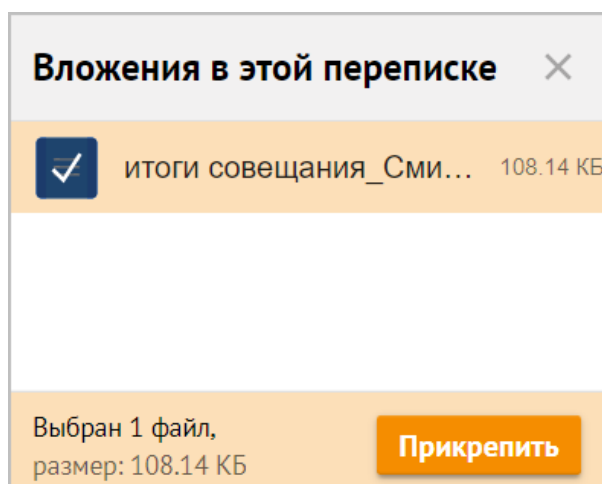 Вложения в этой переписке
итоги совещания_Сми... 108.14 КБ
Выбран 1 файл,
размер: 108.14 КБ
Прикрепить